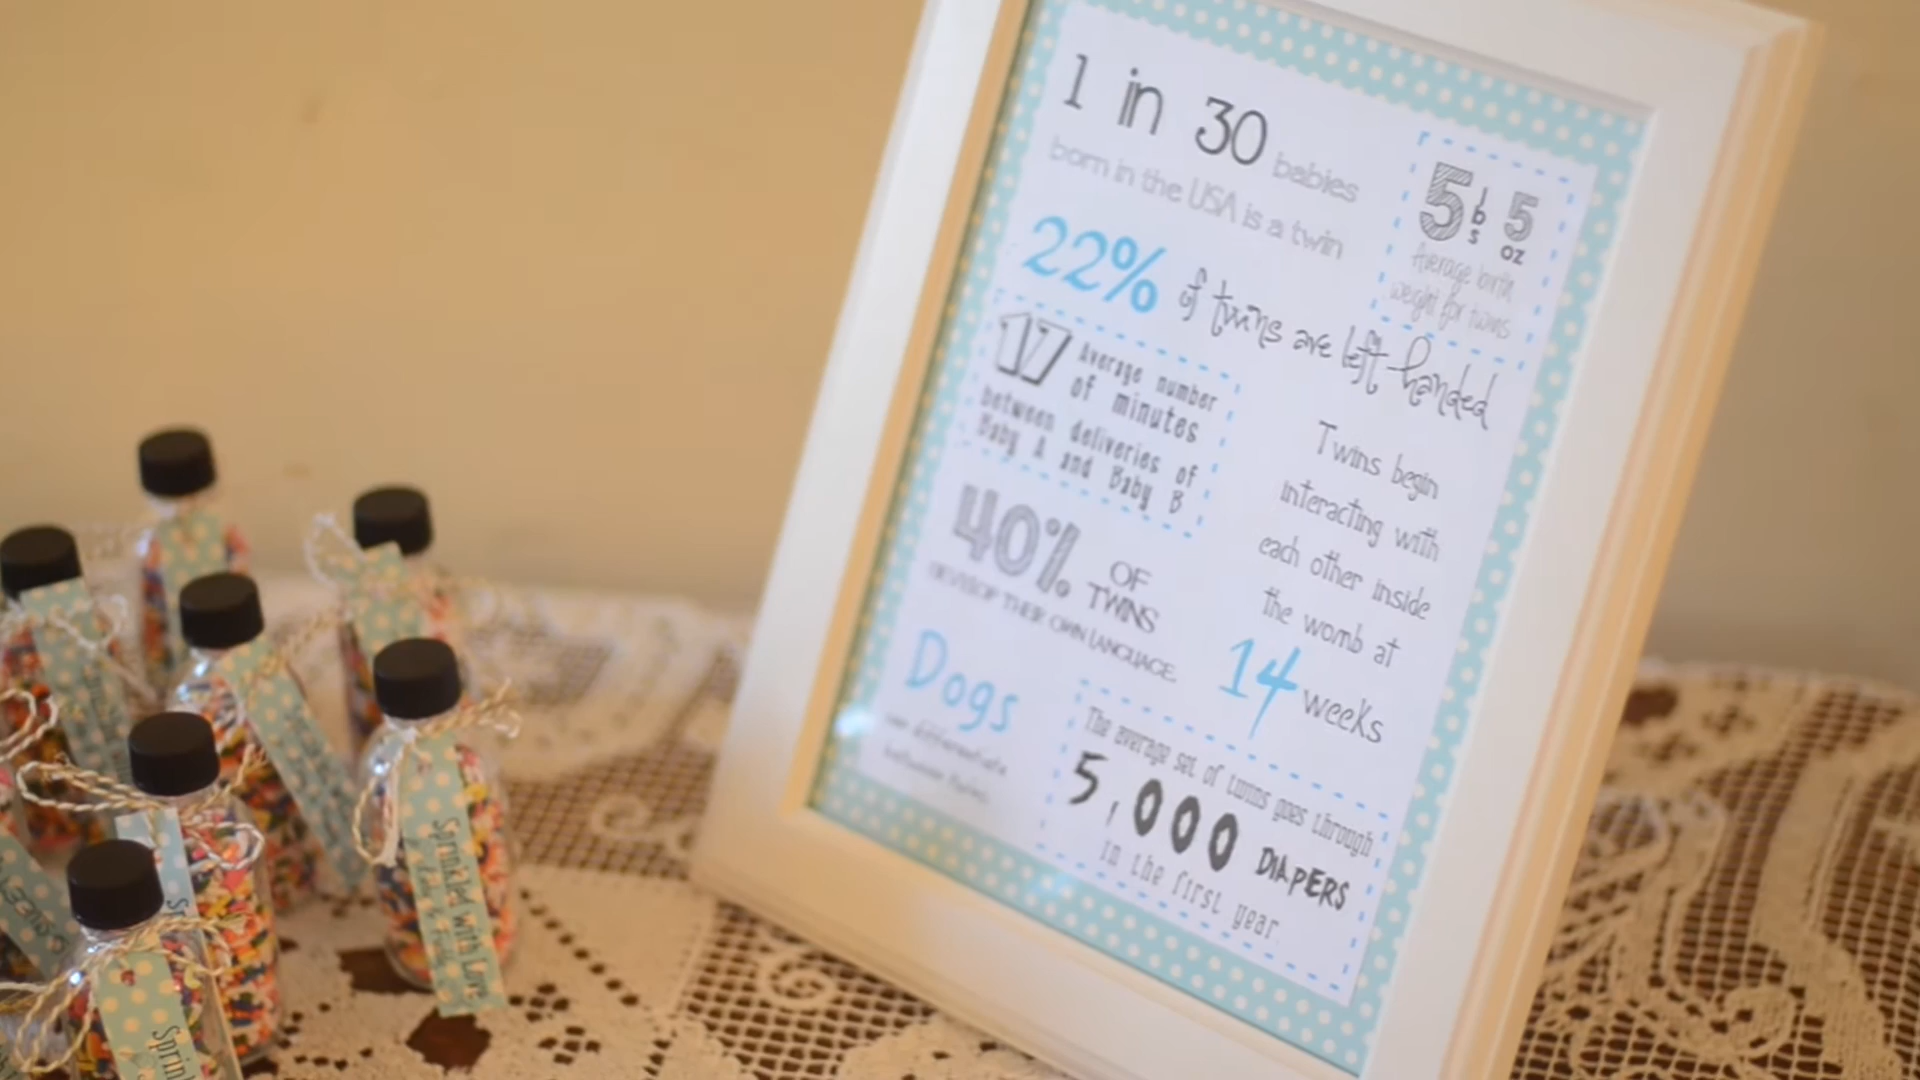 1 in 30 babies
born in the USA is a twin
5 lbs 5 oz
Average birth
weight for twins
22% of twins are left handed
17 Average number
of minutes
between deliveries of
Baby A and Baby B
Twins begin
interacting with
each other inside
the womb at
14 weeks
40% OF
TWINS
DEVELOP THEIR OWN LANGUAGE.
Dogs
can differentiate
between
The average set of twins goes through
5,000 DIAPERS
in the first year.
Sprinkled with Love